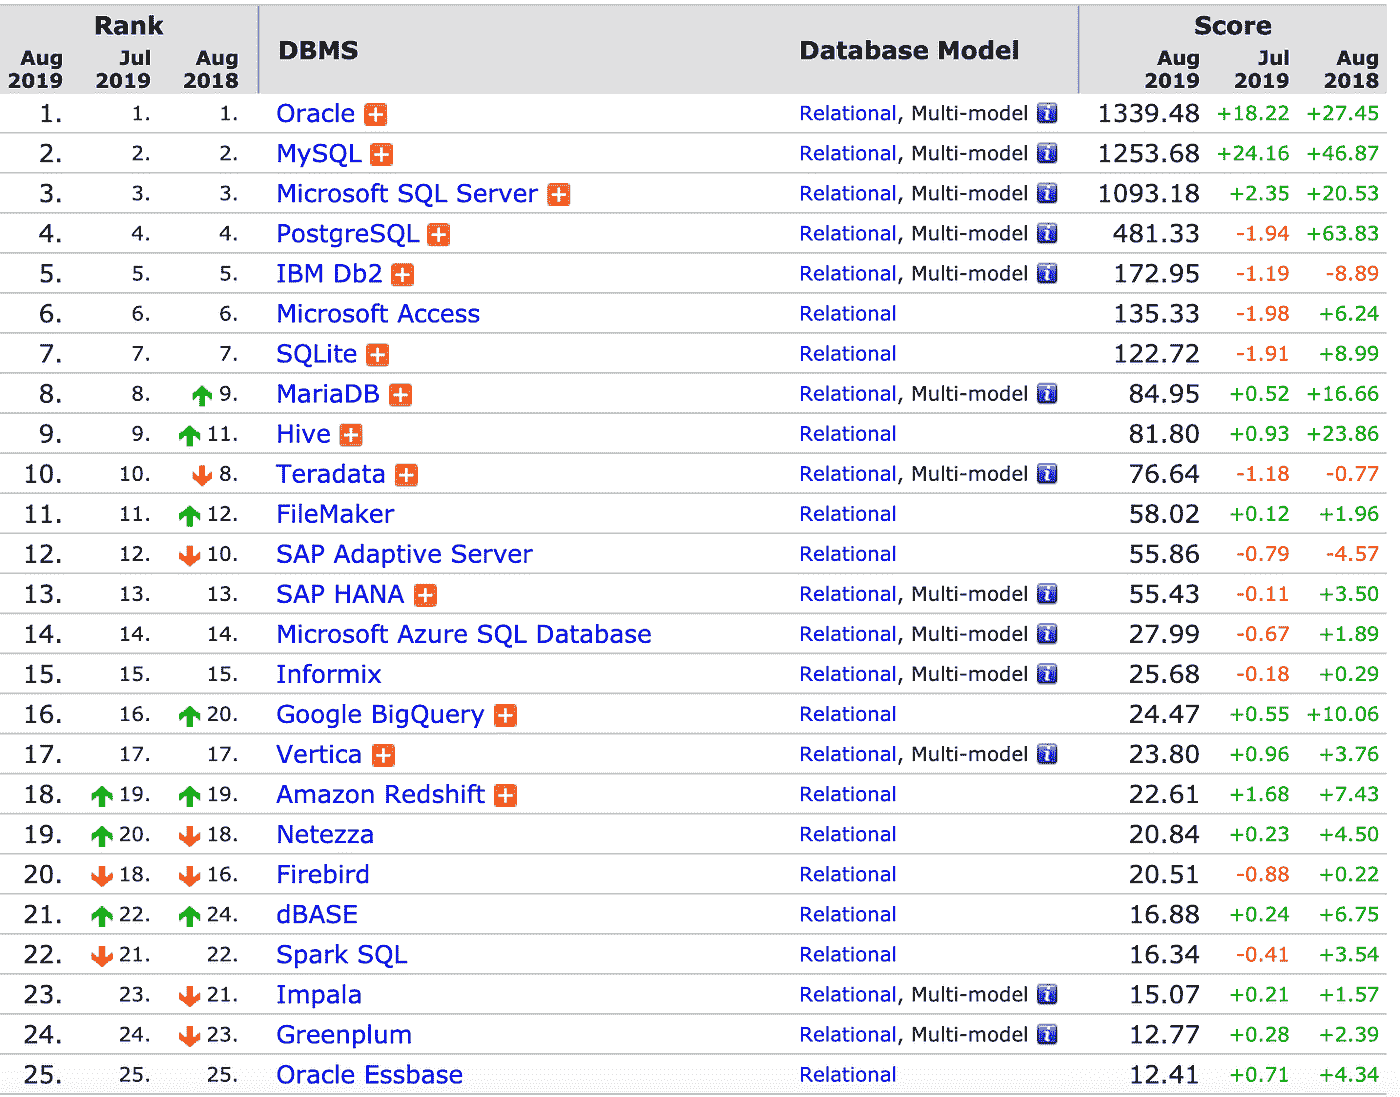 Rank DBMS Database Model Score
Aug 2019 Jul 2019 Aug 2018 Aug 2019 Jul 2019 Aug 2018
1. 1. 1. Oracle Relational, Multi-model 1339.48 +18.22 +27.45
2. 2. 2. MySQL Relational, Multi-model 1253.68 +24.16 +46.87
3. 3. 3. Microsoft SQL Server Relational, Multi-model 1093.18 +2.35 +20.53
4. 4. 4. PostgreSQL Relational, Multi-model 481.33 -1.94 +63.83
5. 5. 5. IBM Db2 Relational, Multi-model 172.95 -1.19 -8.89
6. 6. 6. Microsoft Access Relational 135.33 -1.98 +6.24
7. 7. 7. SQLite Relational 122.72 -1.91 +8.99
8. 8. 9. MariaDB Relational, Multi-model 84.95 +0.52 +16.66
9. 9. 11. Hive Relational 81.80 +0.93 +23.86
10. 10. 8. Teradata Relational, Multi-model 76.64 -1.18 -0.77
11. 11. 12. FileMaker Relational 58.02 +0.12 +1.96
12. 12. 10. SAP Adaptive Server Relational 55.86 -0.79 -4.57
13. 13. 13. SAP HANA Relational, Multi-model 55.43 -0.11 +3.50
14. 14. 14. Microsoft Azure SQL Database Relational, Multi-model 27.99 -0.67 +1.89
15. 15. 15. Informix Relational, Multi-model 25.68 -0.18 +0.29
16. 16. 20. Google BigQuery Relational 24.47 +0.55 +10.06
17. 17. 17. Vertica Relational, Multi-model 23.80 +0.96 +3.76
18. 19. 19. Amazon Redshift Relational 22.61 +1.68 +7.43
19. 20. 18. Netezza Relational 20.84 +0.23 +4.50
20. 18. 16. Firebird Relational 20.51 -0.88 +0.22
21. 22. 24. dBASE Relational 16.88 +0.24 +6.75
22. 21. 22. Spark SQL Relational 16.34 -0.41 +3.54
23. 23. 21. Impala Relational, Multi-model 15.07 +0.21 +1.57
24. 24. 23. Greenplum Relational, Multi-model 12.77 +0.28 +2.39
25. 25. 25. Oracle Essbase Relational 12.41 +0.71 +4.34